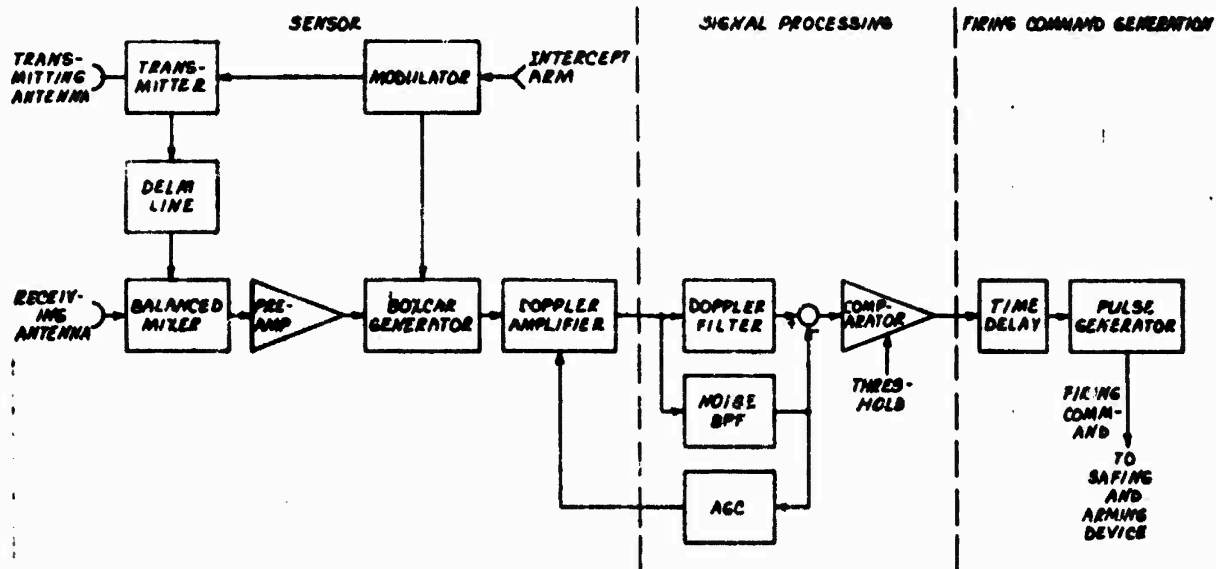 SENSOR
SIGNAL PROCESSING
FIRING COMMAND GENERATION
TRANS-
MITTING
ANTENNA
TRANS-
MITTER
MODULATOR
INTERCEPT
ARM
DELAY
LINE
RECEIV-
ING
ANTENNA
BALANCED
MIXER
PRE-
AMP
BOXCAR
GENERATOR
DOPPLER
AMPLIFIER
DOPPLER
FILTER
+
−
COMP-
ARATOR
TIME
DELAY
PULSE
GENERATOR
THRES-
HOLD
NOISE
BPF
AGC
FIRING
COMM-
AND
TO
SAFING
AND
ARMING
DEVICE